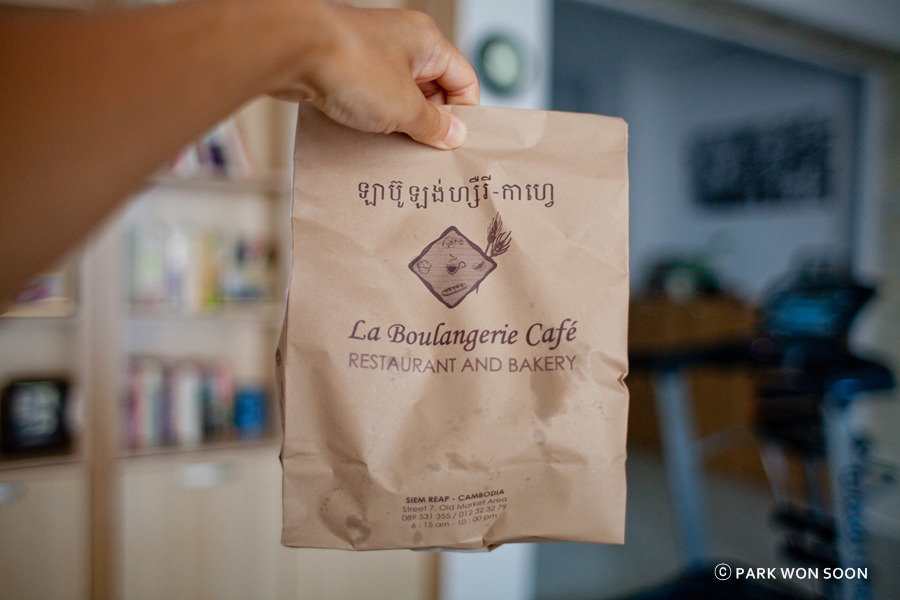 ឡាប៊ូឡង់ហ្សឺរី-កាហ្វេ
La Boulangerie Café
RESTAURANT AND BAKERY
SIEM REAP - CAMBODIA
Street 7, Old Market Area
089 531 355 / 012 32 32 79
6 : 15 am - 10 : 00 pm
© PARK WON SOON